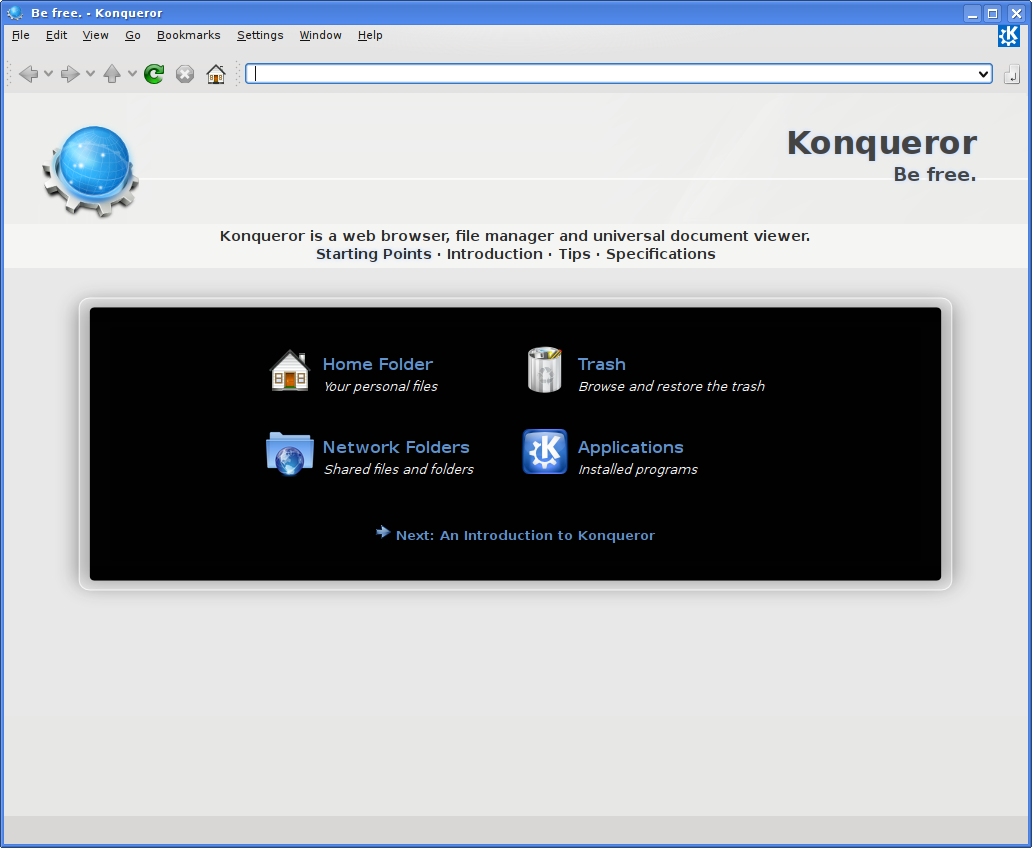 Be free. - Konqueror
File Edit View Go Bookmarks Settings Window Help
Konqueror
Be free.
Konqueror is a web browser, file manager and universal document viewer.
Starting Points · Introduction · Tips · Specifications
Home Folder
Your personal files
Trash
Browse and restore the trash
Network Folders
Shared files and folders
Applications
Installed programs
Next: An Introduction to Konqueror